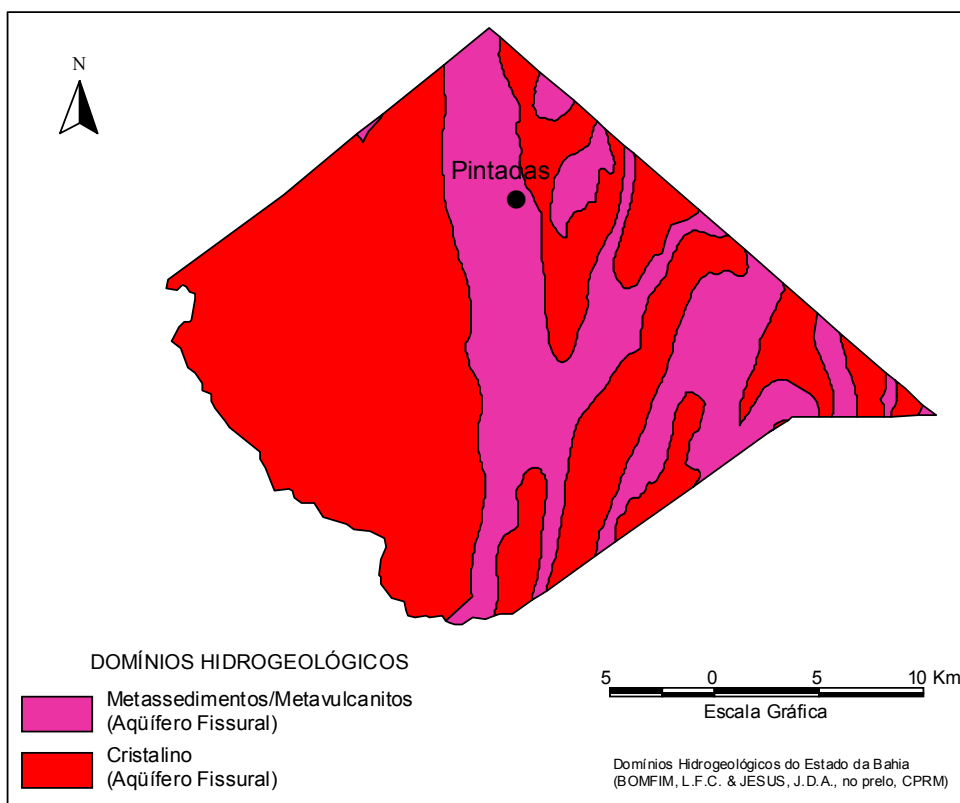 N
Pintadas
DOMÍNIOS HIDROGEOLÓGICOS
Metassedimentos/Metavulcanitos
(Aqüífero Fissural)
Cristalino
(Aqüífero Fissural)
5 0 5 10 Km
Escala Gráfica
Domínios Hidrogeológicos do Estado da Bahia
(BOMFIM, L.F.C. & JESUS, J.D.A., no prelo, CPRM)